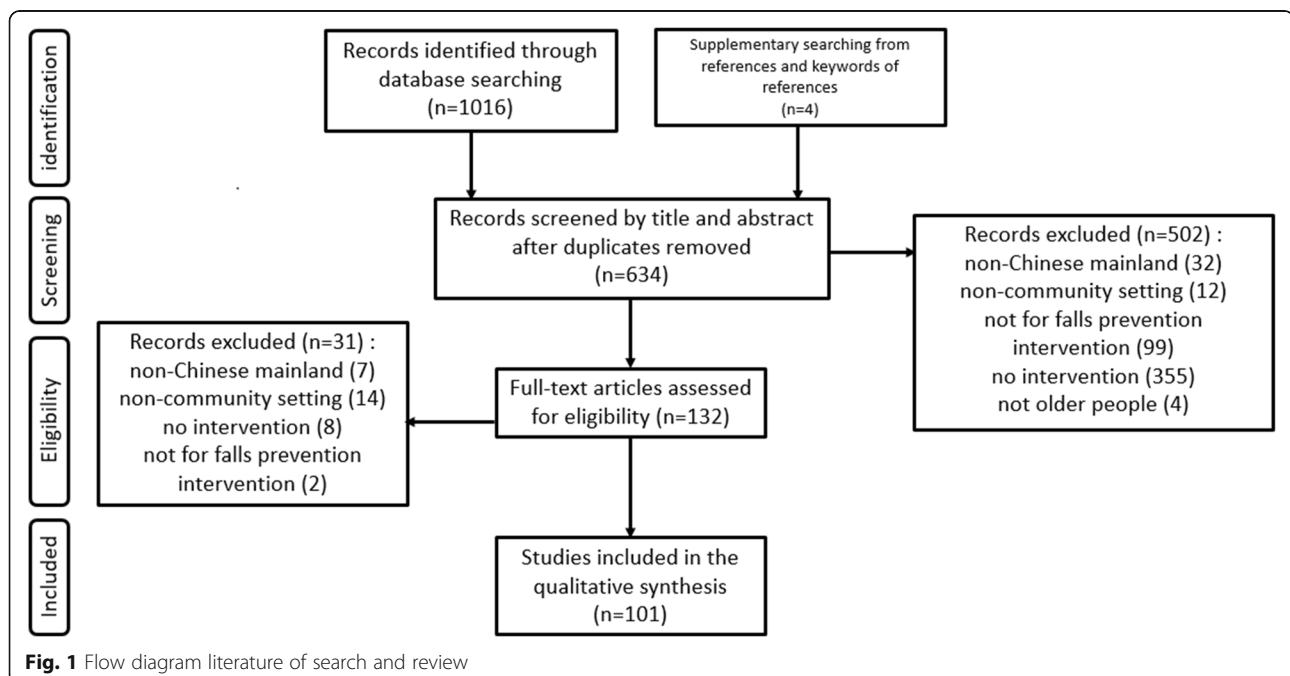 identification
Records identified through
database searching
(n=1016)
Supplementary searching from
references and keywords of
references
(n=4)
Screening
Records screened by title and abstract
after duplicates removed
(n=634)
Records excluded (n=502) :
non-Chinese mainland (32)
non-community setting (12)
not for falls prevention
intervention (99)
no intervention (355)
not older people (4)
Eligibility
Records excluded (n=31) :
non-Chinese mainland (7)
non-community setting (14)
no intervention (8)
not for falls prevention
intervention (2)
Full-text articles assessed
for eligibility (n=132)
Included
Studies included in the
qualitative synthesis
(n=101)
Fig. 1 Flow diagram literature of search and review